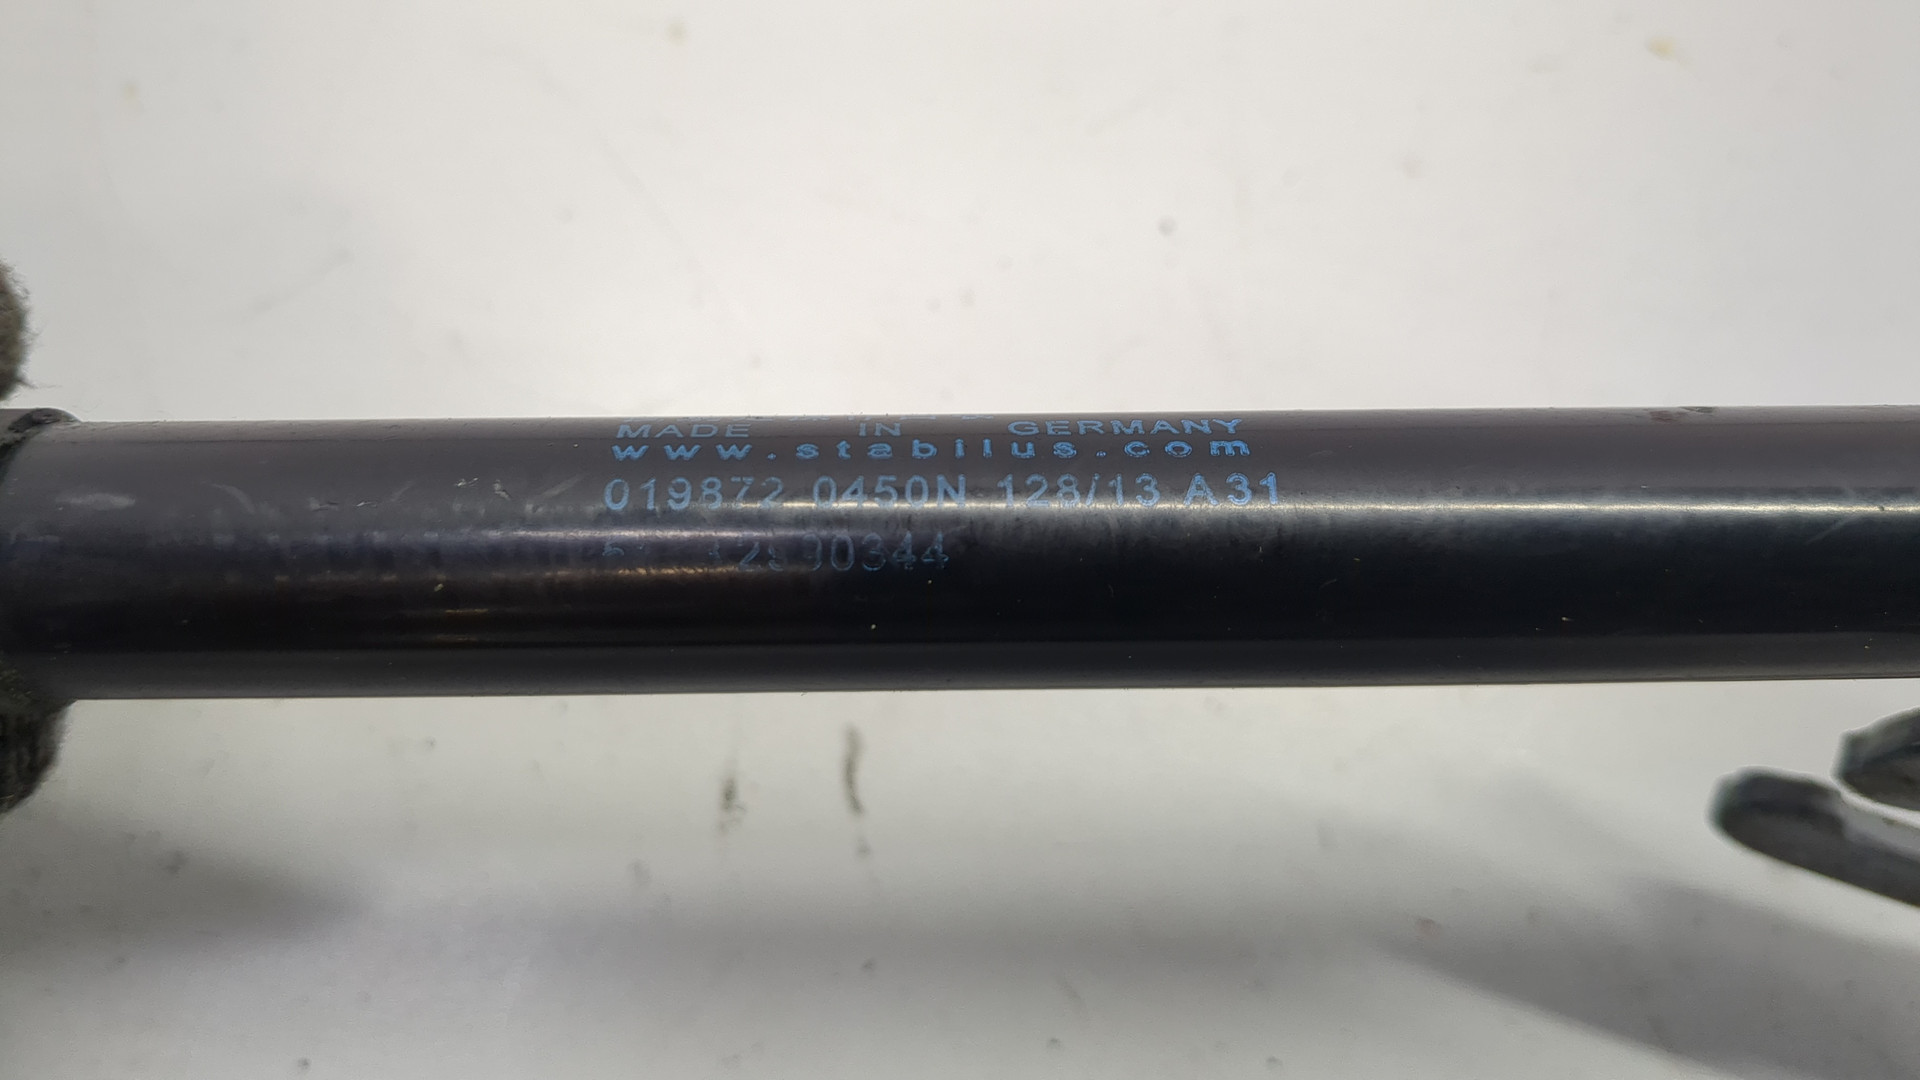 MADE IN GERMANY
www.stabilus.com
019872 0450N 128/13 A31